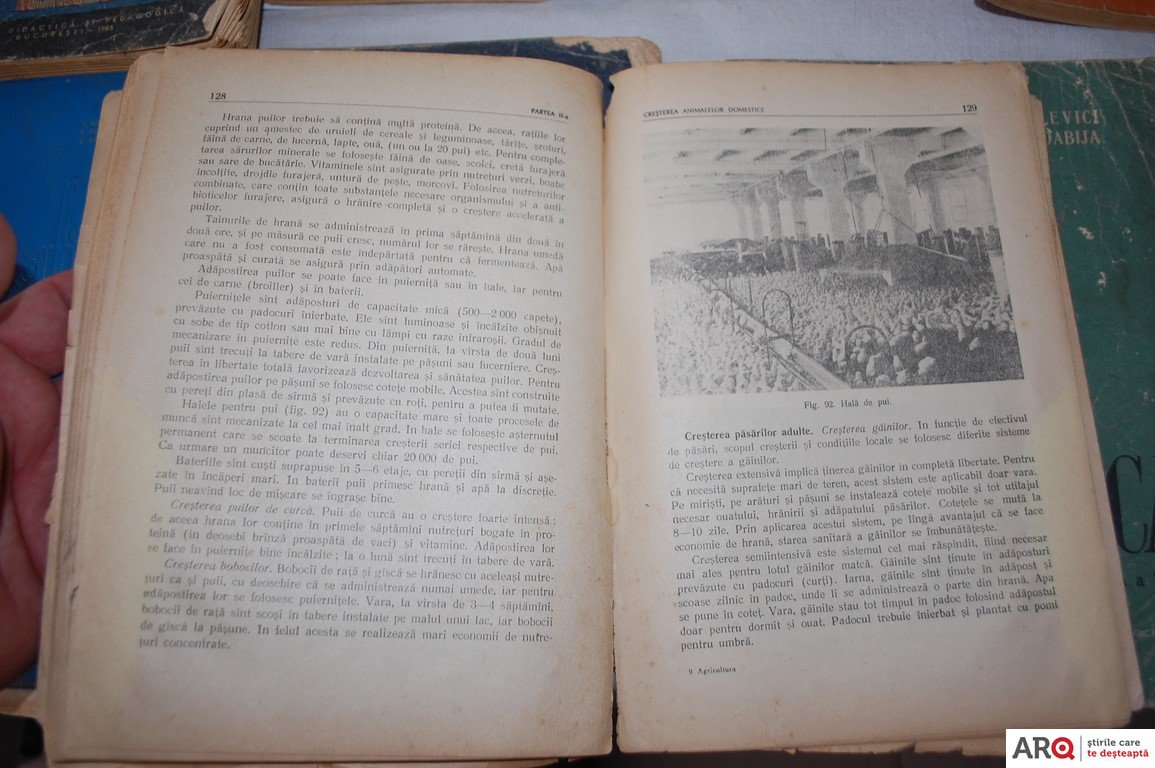 DIDACTICĂ ȘI PEDAGOGICĂ
BUCUREȘTI — 1965
128
PARTEA II-a
Hrana puilor trebuie să conțină multă proteină. De aceea, rațiile lor
cuprind un amestec de uruieli de cereale și leguminoase, tărîțe, șroturi,
făină de carne, de lucernă, lapte, ouă, (un ou la 20 pui) etc. Pentru comple-
tarea sărurilor minerale se folosește făină de oase, scoici, cretă furajeră
sau sare de bucătărie. Vitaminele sînt asigurate prin nutrețuri verzi, boabe
încolțite, drojdie furajeră, untură de pește, morcovi. Folosirea nutrețurilor
combinate, care conțin toate substanțele necesare organismului și a anti-
bioticelor furajere, asigură o hrănire completă și o creștere accelerată a
puilor.
Tainurile de hrană se administrează în prima săptămînă din două în
două ore, și pe măsură ce puii cresc, numărul lor se rărește. Hrana umedă
care nu a fost consumată este îndepărtată pentru că fermentează. Apă
proaspătă și curată se asigură prin adăpători automate.
Adăpostirea puilor se poate face în puierniță sau în hale, iar pentru
cei de carne (broiller) și în baterii.
Puiernițele sînt adăposturi de capacitate mică (500—2 000 capete),
prevăzute cu padocuri înierbate. Ele sînt luminoase și încălzite obișnuit
cu sobe de tip cotlon sau mai bine cu lămpi cu raze infraroșii. Gradul de
mecanizare în puiernițe este redus. Din puierniță, la vîrsta de două luni
puii sînt trecuți la tabere de vară instalate pe pășuni sau lucerniere. Creș-
terea în libertate totală favorizează dezvoltarea și sănătatea puilor. Pentru
adăpostirea puilor pe pășuni se folosesc cotețe mobile. Acestea sînt construite
cu pereți din plasă de sîrmă și prevăzute cu roți, pentru a putea fi mutate.
Halele pentru pui (fig. 92) au o capacitate mare și toate procesele de
muncă sînt mecanizate la cel mai înalt grad. În hale se folosește așternutul
permanent care se scoate la terminarea creșterii seriei respective de pui.
Ca urmare un muncitor poate deservi chiar 20 000 de pui.
Bateriile sînt cuști suprapuse în 5—6 etaje, cu pereții din sîrmă și așe-
zate în încăperi mari. În baterii puii primesc hrană și apă la discreție.
Puii neavînd loc de mișcare se îngrașe bine.
Creșterea puilor de curcă. Puii de curcă au o creștere foarte intensă;
de aceea hrana lor conține în primele săptămîni nutrețuri bogate în pro-
teină (în deosebi brînză proaspătă de vaci) și vitamine. Adăpostirea lor
se face în puiernițe bine încălzite; la o lună sînt trecuți în tabere de vară.
Creșterea bobocilor. Bobocii de rață și gîscă se hrănesc cu aceleași nutre-
țuri ca și puii, cu deosebire că se administrează numai umede, iar pentru
adăpostirea lor se folosesc puiernițele. Vara, la vîrsta de 3—4 săptămîni,
bobocii de rață sînt scoși în tabere instalate pe malul unui lac, iar bobocii
de gîscă la pășune. În felul acesta se realizează mari economii de nutre-
țuri concentrate.
CREȘTEREA ANIMALELOR DOMESTICE
129
Fig. 92. Hală de pui.
Creșterea păsărilor adulte. Creșterea găinilor. În funcție de efectivul
de păsări, scopul creșterii și condițiile locale se folosesc diferite sisteme
de creștere a găinilor.
Creșterea extensivă implică ținerea găinilor în completă libertate. Pentru
că necesită suprafețe mari de teren, acest sistem este aplicabil doar vara.
Pe miriști, pe arături și pășuni se instalează cotețe mobile și tot utilajul
necesar ouatului, hrănirii și adăpatului păsărilor. Cotețele se mută la
8—10 zile. Prin aplicarea acestui sistem, pe lîngă avantajul că se face
economie de hrană, starea sanitară a găinilor se îmbunătățește.
Creșterea semiintensivă este sistemul cel mai răspîndit, fiind necesar
mai ales pentru lotul găinilor matcă. Găinile sînt ținute în adăposturi
prevăzute cu padocuri (curți). Iarna, găinile sînt ținute în adăpost și
scoase zilnic în padoc, unde li se administrează o parte din hrană. Apa
se pune în coteț. Vara, găinile stau tot timpul în padoc folosind adăpostul
doar pentru dormit și ouat. Padocul trebuie înierbat și plantat cu pomi
pentru umbră.
9 Agricultura
LEVICI
ABIJA
ARQ
știrile care
te deșteaptă